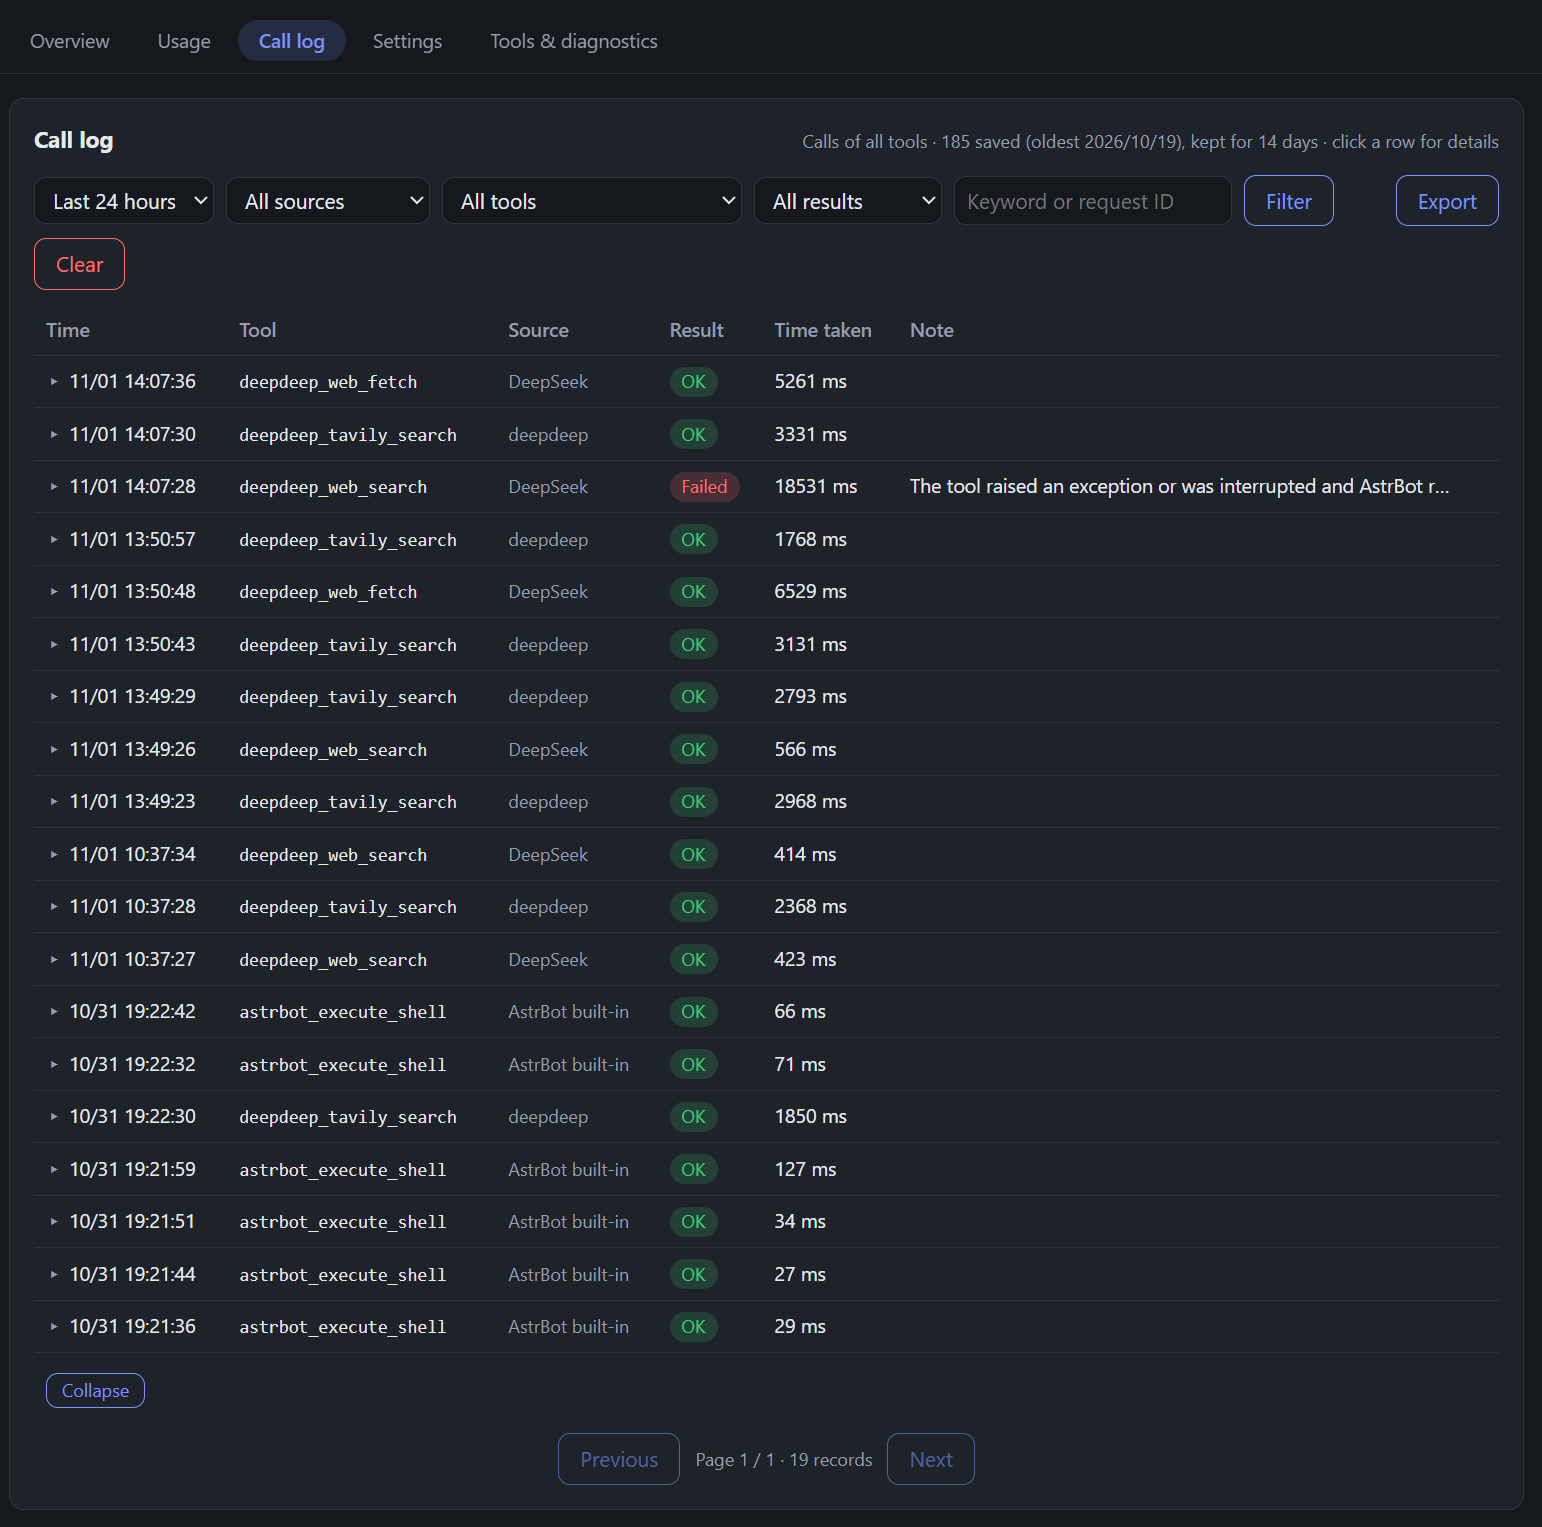 Overview Usage Call log Settings Tools & diagnostics
Call log
Calls of all tools · 185 saved (oldest 2026/10/19), kept for 14 days · click a row for details
Last 24 hours All sources All tools All results Keyword or request ID Filter Export
Clear
Time Tool Source Result Time taken Note
11/01 14:07:36 deepdeep_web_fetch DeepSeek OK 5261 ms
11/01 14:07:30 deepdeep_tavily_search deepdeep OK 3331 ms
11/01 14:07:28 deepdeep_web_search DeepSeek Failed 18531 ms The tool raised an exception or was interrupted and AstrBot r...
11/01 13:50:57 deepdeep_tavily_search deepdeep OK 1768 ms
11/01 13:50:48 deepdeep_web_fetch DeepSeek OK 6529 ms
11/01 13:50:43 deepdeep_tavily_search deepdeep OK 3131 ms
11/01 13:49:29 deepdeep_tavily_search deepdeep OK 2793 ms
11/01 13:49:26 deepdeep_web_search DeepSeek OK 566 ms
11/01 13:49:23 deepdeep_tavily_search deepdeep OK 2968 ms
11/01 10:37:34 deepdeep_web_search DeepSeek OK 414 ms
11/01 10:37:28 deepdeep_tavily_search deepdeep OK 2368 ms
11/01 10:37:27 deepdeep_web_search DeepSeek OK 423 ms
10/31 19:22:42 astrbot_execute_shell AstrBot built-in OK 66 ms
10/31 19:22:32 astrbot_execute_shell AstrBot built-in OK 71 ms
10/31 19:22:30 deepdeep_tavily_search deepdeep OK 1850 ms
10/31 19:21:59 astrbot_execute_shell AstrBot built-in OK 127 ms
10/31 19:21:51 astrbot_execute_shell AstrBot built-in OK 34 ms
10/31 19:21:44 astrbot_execute_shell AstrBot built-in OK 27 ms
10/31 19:21:36 astrbot_execute_shell AstrBot built-in OK 29 ms
Collapse
Previous Page 1 / 1 · 19 records Next